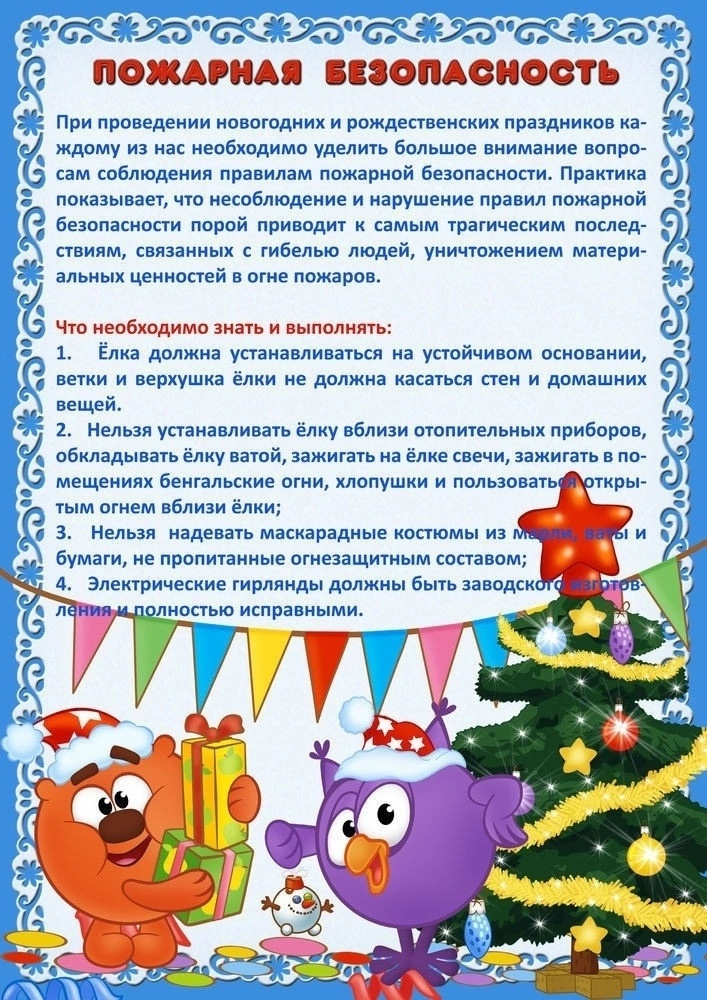 ПОЖАРНАЯ БЕЗОПАСНОСТЬ
При проведении новогодних и рождественских праздников ка-
ждому из нас необходимо уделить большое внимание вопро-
сам соблюдения правилам пожарной безопасности. Практика
показывает, что несоблюдение и нарушение правил пожарной
безопасности порой приводит к самым трагическим послед-
ствиям, связанных с гибелью людей, уничтожением матери-
альных ценностей в огне пожаров.
Что необходимо знать и выполнять:
1. Ёлка должна устанавливаться на устойчивом основании,
ветки и верхушка ёлки не должна касаться стен и домашних
вещей.
2. Нельзя устанавливать ёлку вблизи отопительных приборов,
обкладывать ёлку ватой, зажигать на ёлке свечи, зажигать в по-
мещениях бенгальские огни, хлопушки и пользоваться откры-
тым огнем вблизи ёлки;
3. Нельзя надевать маскарадные костюмы из марли, ваты и
бумаги, не пропитанные огнезащитным составом;
4. Электрические гирлянды должны быть заводского изготов-
ления и полностью исправными.